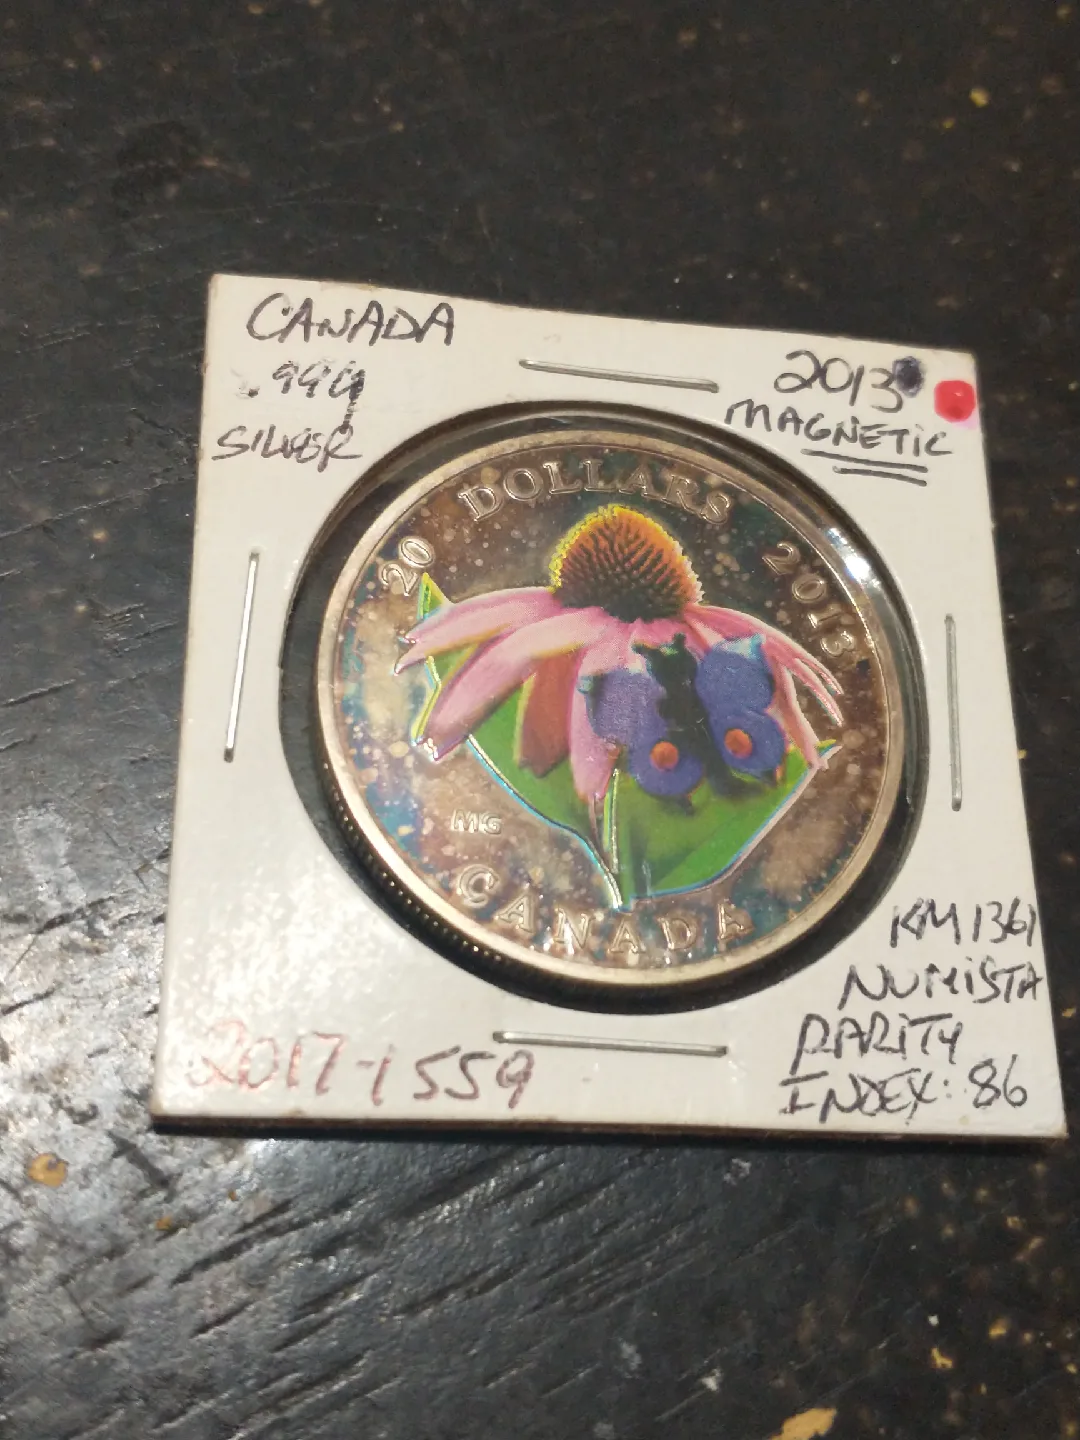 CANADA
.999
SILVER
2013
MAGNETIC
20 DOLLARS 2013
MG
CANADA
KM1361
NUMISTA
RARITY
INDEX: 86
2017-1559